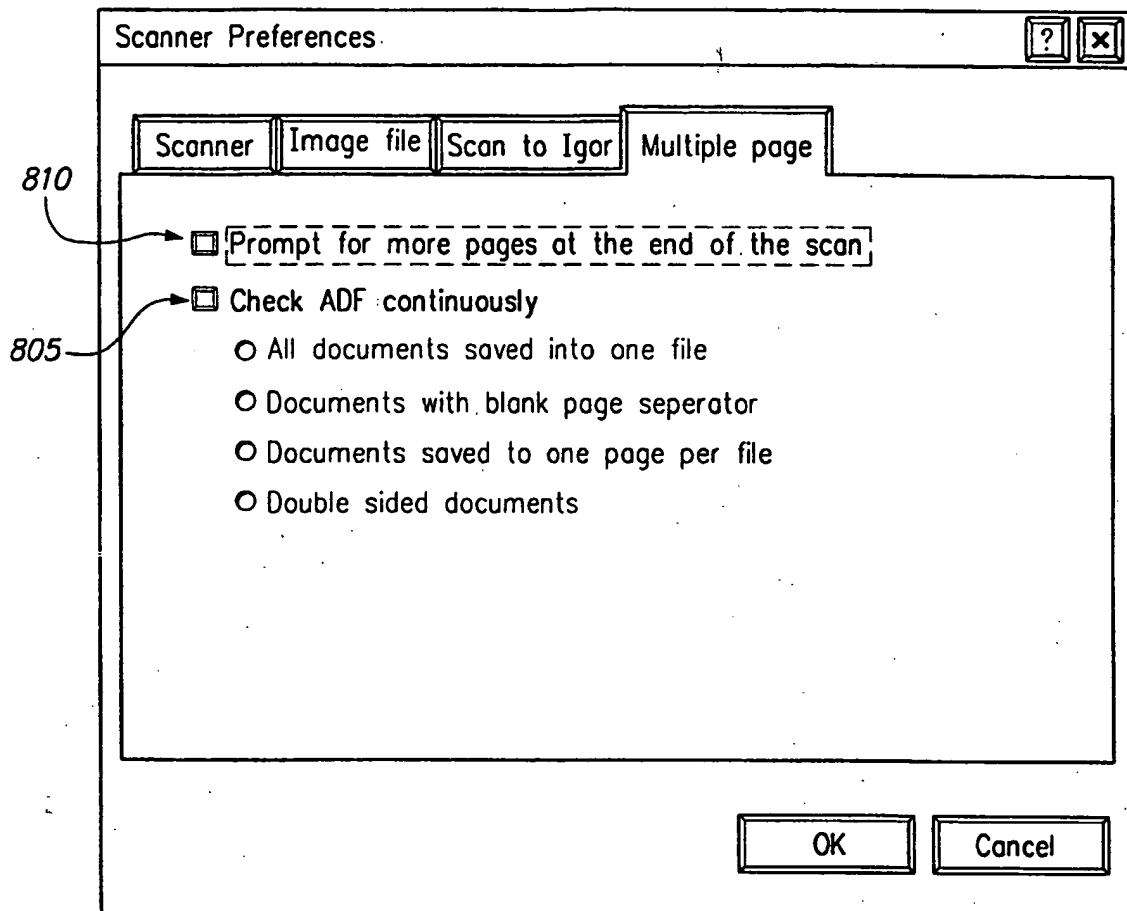 Scanner Preferences ? ×
Scanner Image file Scan to Igor Multiple page
810
Prompt for more pages at the end of the scan
Check ADF continuously
805
All documents saved into one file
Documents with blank page seperator
Documents saved to one page per file
Double sided documents
OK Cancel